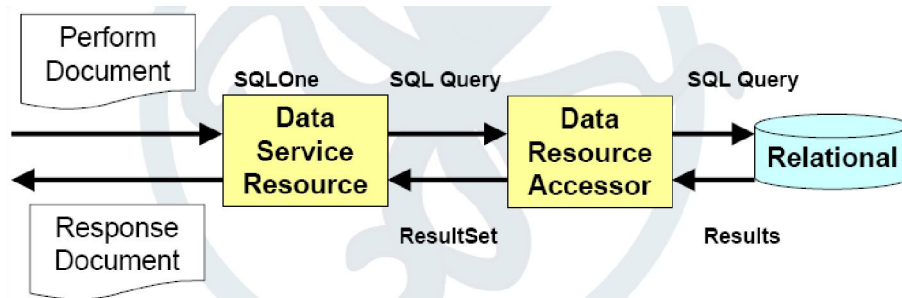 Perform
Document
SQLOne
SQL Query
SQL Query
Data
Service
Resource
Data
Resource
Accessor
Relational
Response
Document
ResultSet
Results